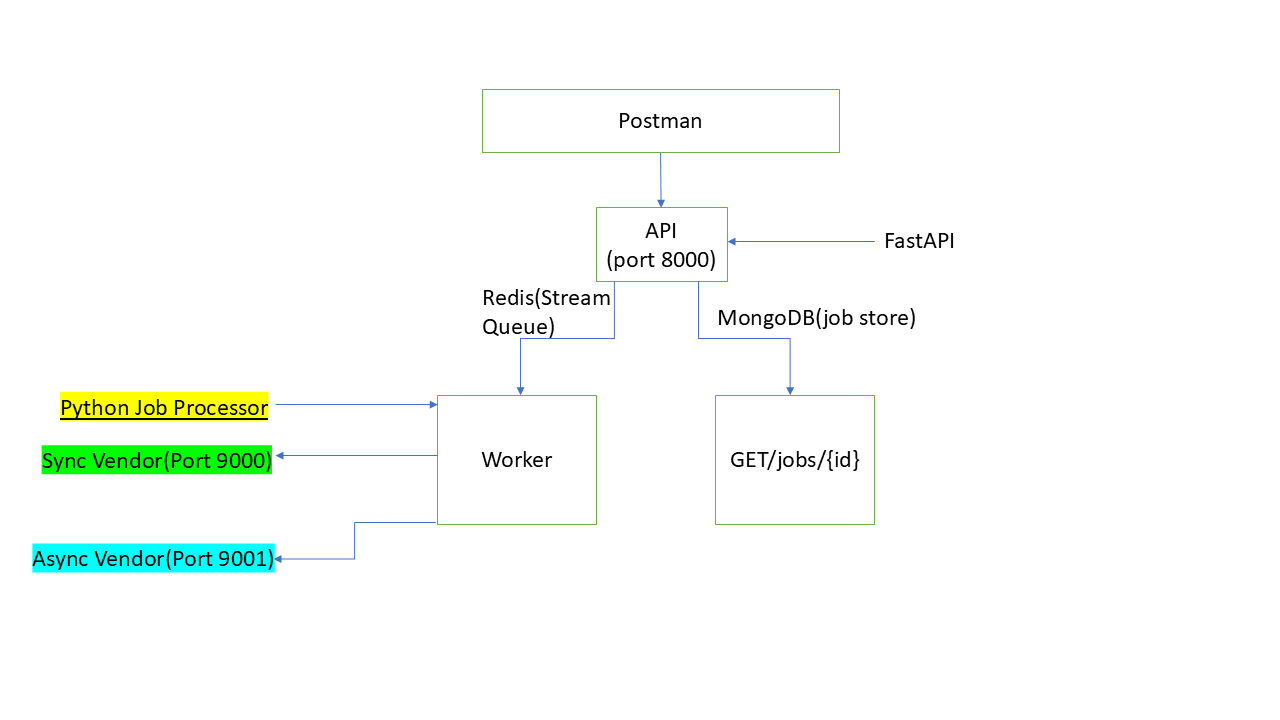 Postman
API
(port 8000)
FastAPI
Redis(Stream
Queue)
MongoDB(job store)
Python Job Processor
Sync Vendor(Port 9000)
Worker
GET/jobs/{id}
Async Vendor(Port 9001)